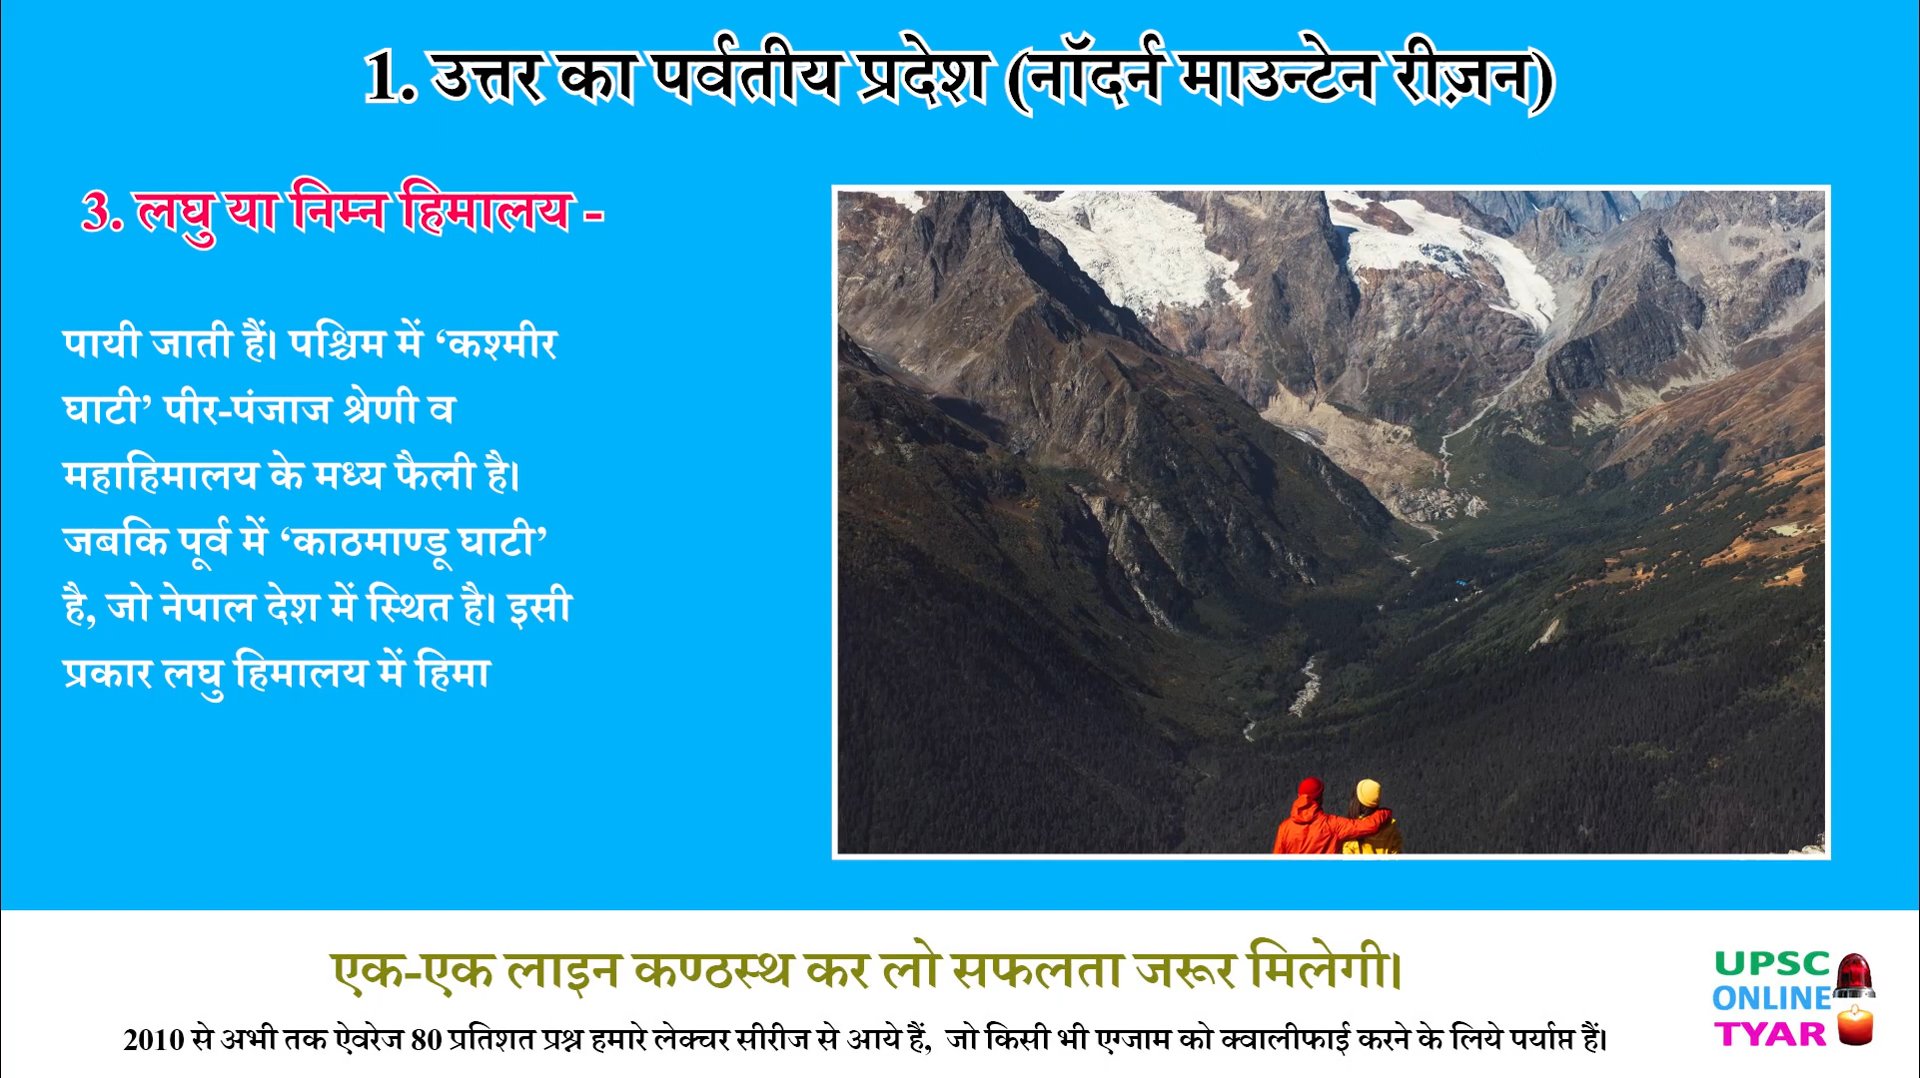 1. उत्तर का पर्वतीय प्रदेश (नॉदर्न माउन्टेन रीज़न)
3. लघु या निम्न हिमालय -
पायी जाती हैं। पश्चिम में ‘कश्मीर
घाटी’ पीर-पंजाज श्रेणी व
महाहिमालय के मध्य फैली है।
जबकि पूर्व में ‘काठमाण्डू घाटी’
है, जो नेपाल देश में स्थित है। इसी
प्रकार लघु हिमालय में हिमा
एक-एक लाइन कण्ठस्थ कर लो सफलता जरूर मिलेगी।
2010 से अभी तक ऐवरेज 80 प्रतिशत प्रश्न हमारे लेक्चर सीरीज से आये हैं, जो किसी भी एग्जाम को क्वालीफाई करने के लिये पर्याप्त हैं।
UPSC
ONLINE
TYAR